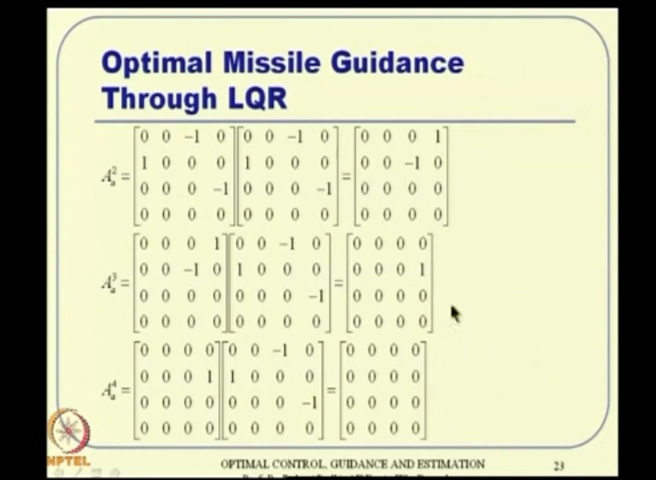 Optimal Missile Guidance
Through LQR
A_a^2 = [0 0 -1 0; 1 0 0 0; 0 0 0 -1; 0 0 0 0] [0 0 -1 0; 1 0 0 0; 0 0 0 -1; 0 0 0 0] = [0 0 0 1; 0 0 -1 0; 0 0 0 0; 0 0 0 0]
A_a^3 = [0 0 0 1; 0 0 -1 0; 0 0 0 0; 0 0 0 0] [0 0 -1 0; 1 0 0 0; 0 0 0 -1; 0 0 0 0] = [0 0 0 0; 0 0 0 1; 0 0 0 0; 0 0 0 0]
A_a^4 = [0 0 0 0; 0 0 0 1; 0 0 0 0; 0 0 0 0] [0 0 -1 0; 1 0 0 0; 0 0 0 -1; 0 0 0 0] = [0 0 0 0; 0 0 0 0; 0 0 0 0; 0 0 0 0]
NPTEL
OPTIMAL CONTROL, GUIDANCE AND ESTIMATION 23